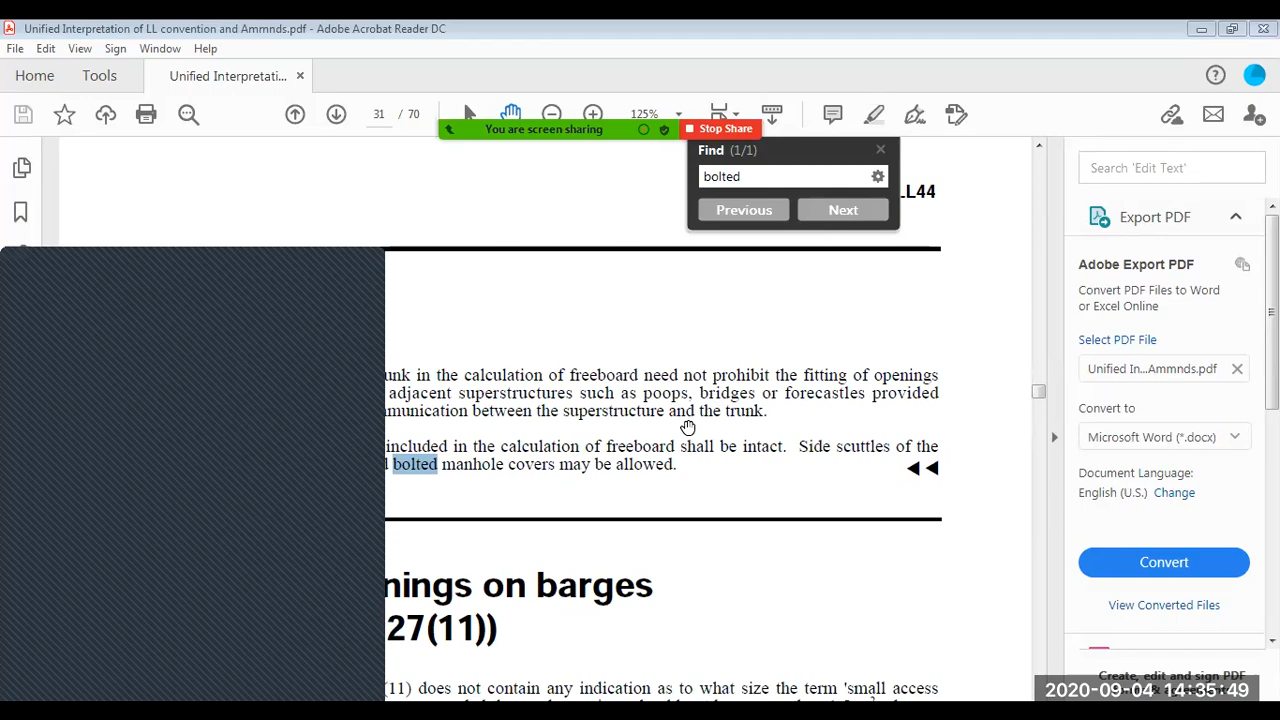 Unified Interpretation of LL convention and Ammnds.pdf - Adobe Acrobat Reader DC
File Edit View Sign Window Help
Home Tools Unified Interpretati... ×
31 / 70 125%
You are screen sharing Stop Share
Find (1/1)
bolted
Previous Next
LL44
unk in the calculation of freeboard need not prohibit the fitting of openings
adjacent superstructures such as poops, bridges or forecastles provided
mmunication between the superstructure and the trunk.
included in the calculation of freeboard shall be intact. Side scuttles of the
bolted manhole covers may be allowed.
nings on barges
27(11))
(11) does not contain any indication as to what size the term 'small access
Search 'Edit Text'
Export PDF
Adobe Export PDF
Convert PDF Files to Word
or Excel Online
Select PDF File
Unified In...Ammnds.pdf
Convert to
Microsoft Word (*.docx)
Document Language:
English (U.S.) Change
Convert
View Converted Files
Create, edit and sign PDF
2020-09-04 14:35:49